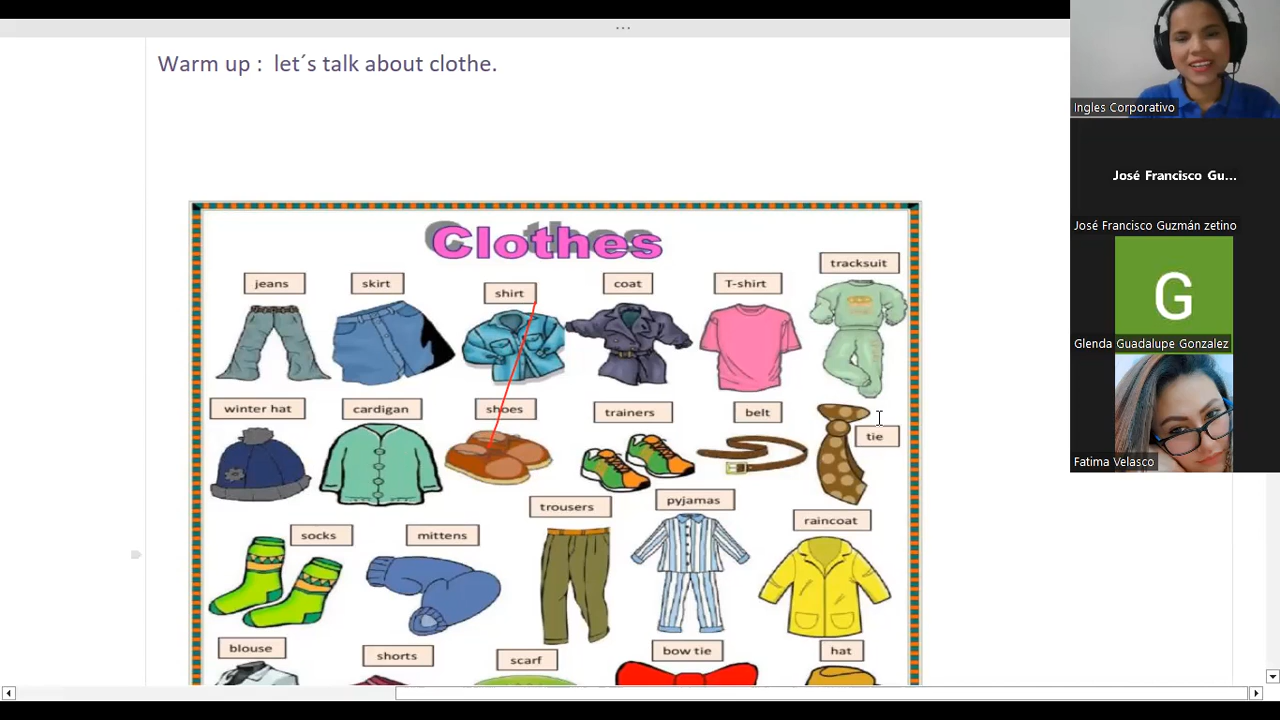 ...
Warm up : let´s talk about clothe.
Clothes
jeans
skirt
shirt
coat
T-shirt
tracksuit
winter hat
cardigan
shoes
trainers
belt
tie
socks
mittens
trousers
pyjamas
raincoat
blouse
shorts
scarf
bow tie
hat
Ingles Corporativo
José Francisco Gu...
José Francisco Guzmán zetino
G
Glenda Guadalupe Gonzalez
Fatima Velasco